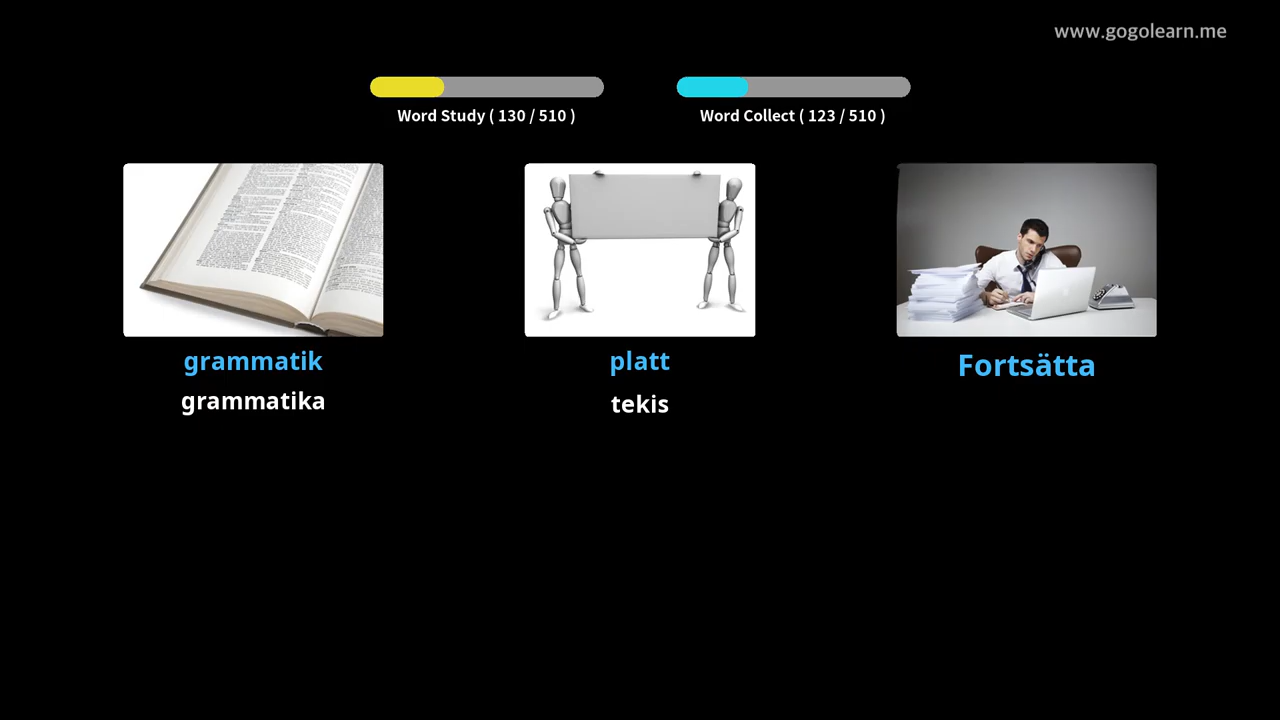 www.gogolearn.me
Word Study ( 130 / 510 )
Word Collect ( 123 / 510 )
grammatik
grammatika
platt
tekis
Fortsätta